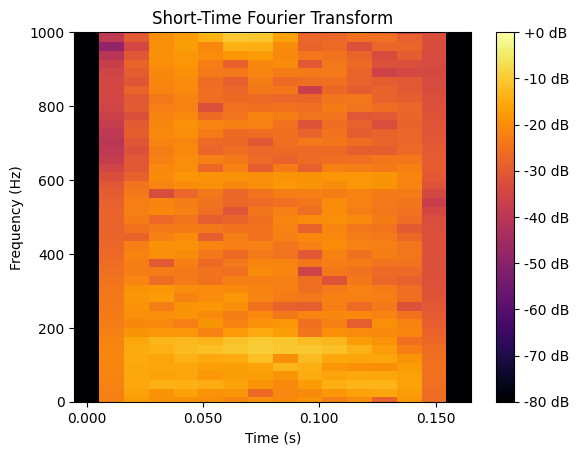 Short-Time Fourier Transform
1000
800
600
400
200
0
Frequency (Hz)
0.000
0.050
0.100
0.150
Time (s)
+0 dB
-10 dB
-20 dB
-30 dB
-40 dB
-50 dB
-60 dB
-70 dB
-80 dB